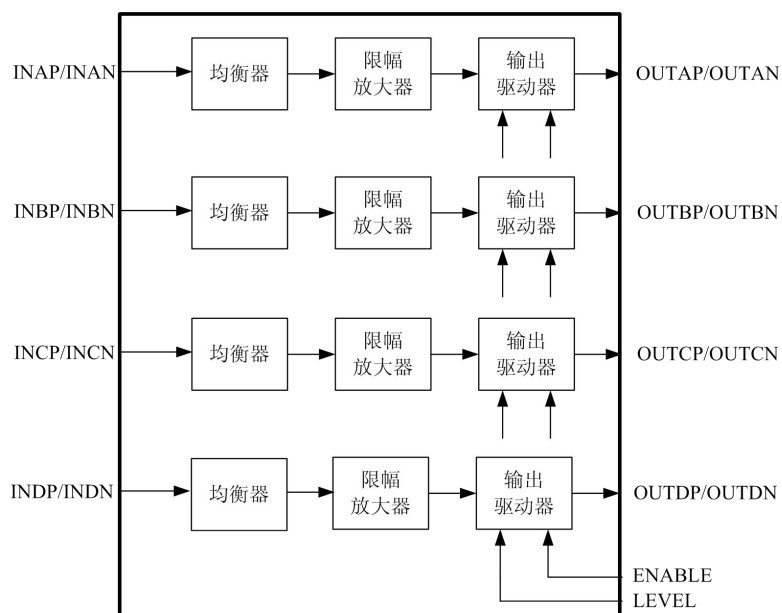 INAP/INAN
均衡器
限幅
放大器
输出
驱动器
OUTAP/OUTAN
INBP/INBN
均衡器
限幅
放大器
输出
驱动器
OUTBP/OUTBN
INCP/INCN
均衡器
限幅
放大器
输出
驱动器
OUTCP/OUTCN
INDP/INDN
均衡器
限幅
放大器
输出
驱动器
OUTDP/OUTDN
ENABLE
LEVEL